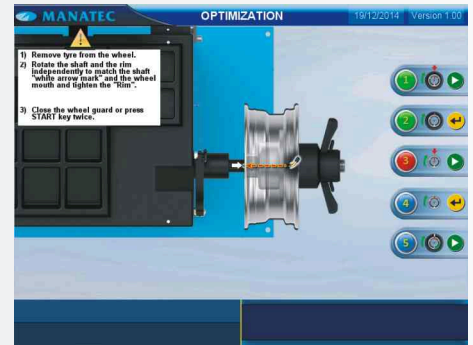 MANATEC
OPTIMIZATION
19/12/2014
Version 1.00
1) Remove tyre from the wheel.
2) Rotate the shaft and the rim
independently to match the shaft
"white arrow mark" and the wheel
mouth and tighten the "Rim".
3) Close the wheel guard or press
START key twice.
1
2
3
4
5